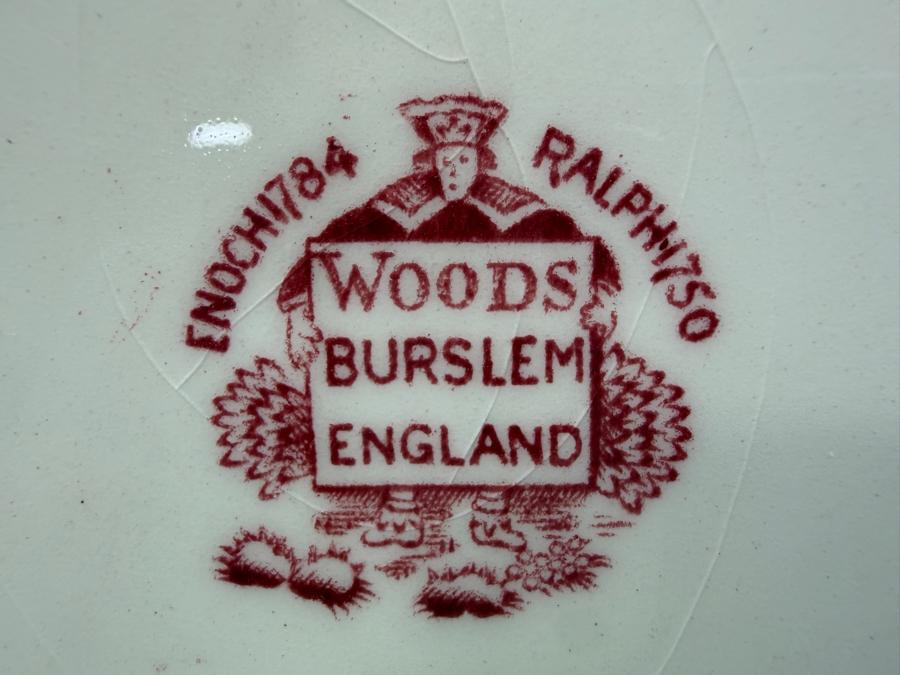 ENOCH 1784
RALPH·1750
WOODS
BURSLEM
ENGLAND